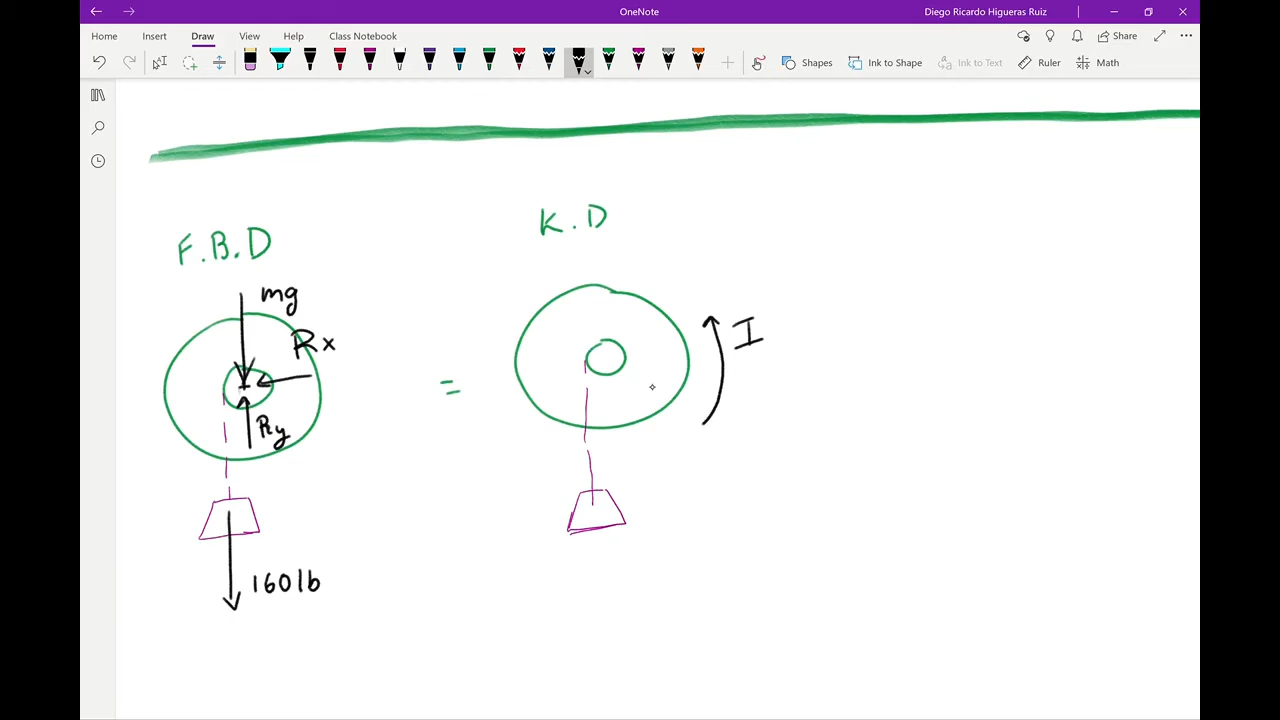 OneNote
Diego Ricardo Higueras Ruiz
Home Insert Draw View Help Class Notebook
Share
Shapes Ink to Shape Ink to Text Ruler Math
K.D
F.B.D
mg
Rx
I
=
Ry
160lb